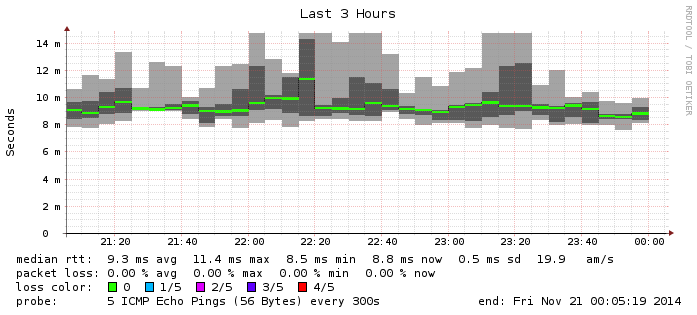 Last 3 Hours
RRDTOOL / TOBI OETIKER
Seconds
14 m
12 m
10 m
8 m
6 m
4 m
2 m
0
21:20 21:40 22:00 22:20 22:40 23:00 23:20 23:40 00:00
median rtt: 9.3 ms avg 11.4 ms max 8.5 ms min 8.8 ms now 0.5 ms sd 19.9 am/s
packet loss: 0.00 % avg 0.00 % max 0.00 % min 0.00 % now
loss color: 0 1/5 2/5 3/5 4/5
probe: 5 ICMP Echo Pings (56 Bytes) every 300s end: Fri Nov 21 00:05:19 2014